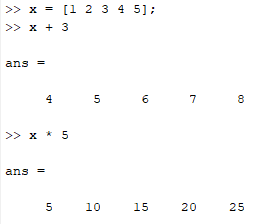 >> x = [1 2 3 4 5];
>> x + 3
ans =
4 5 6 7 8
>> x * 5
ans =
5 10 15 20 25